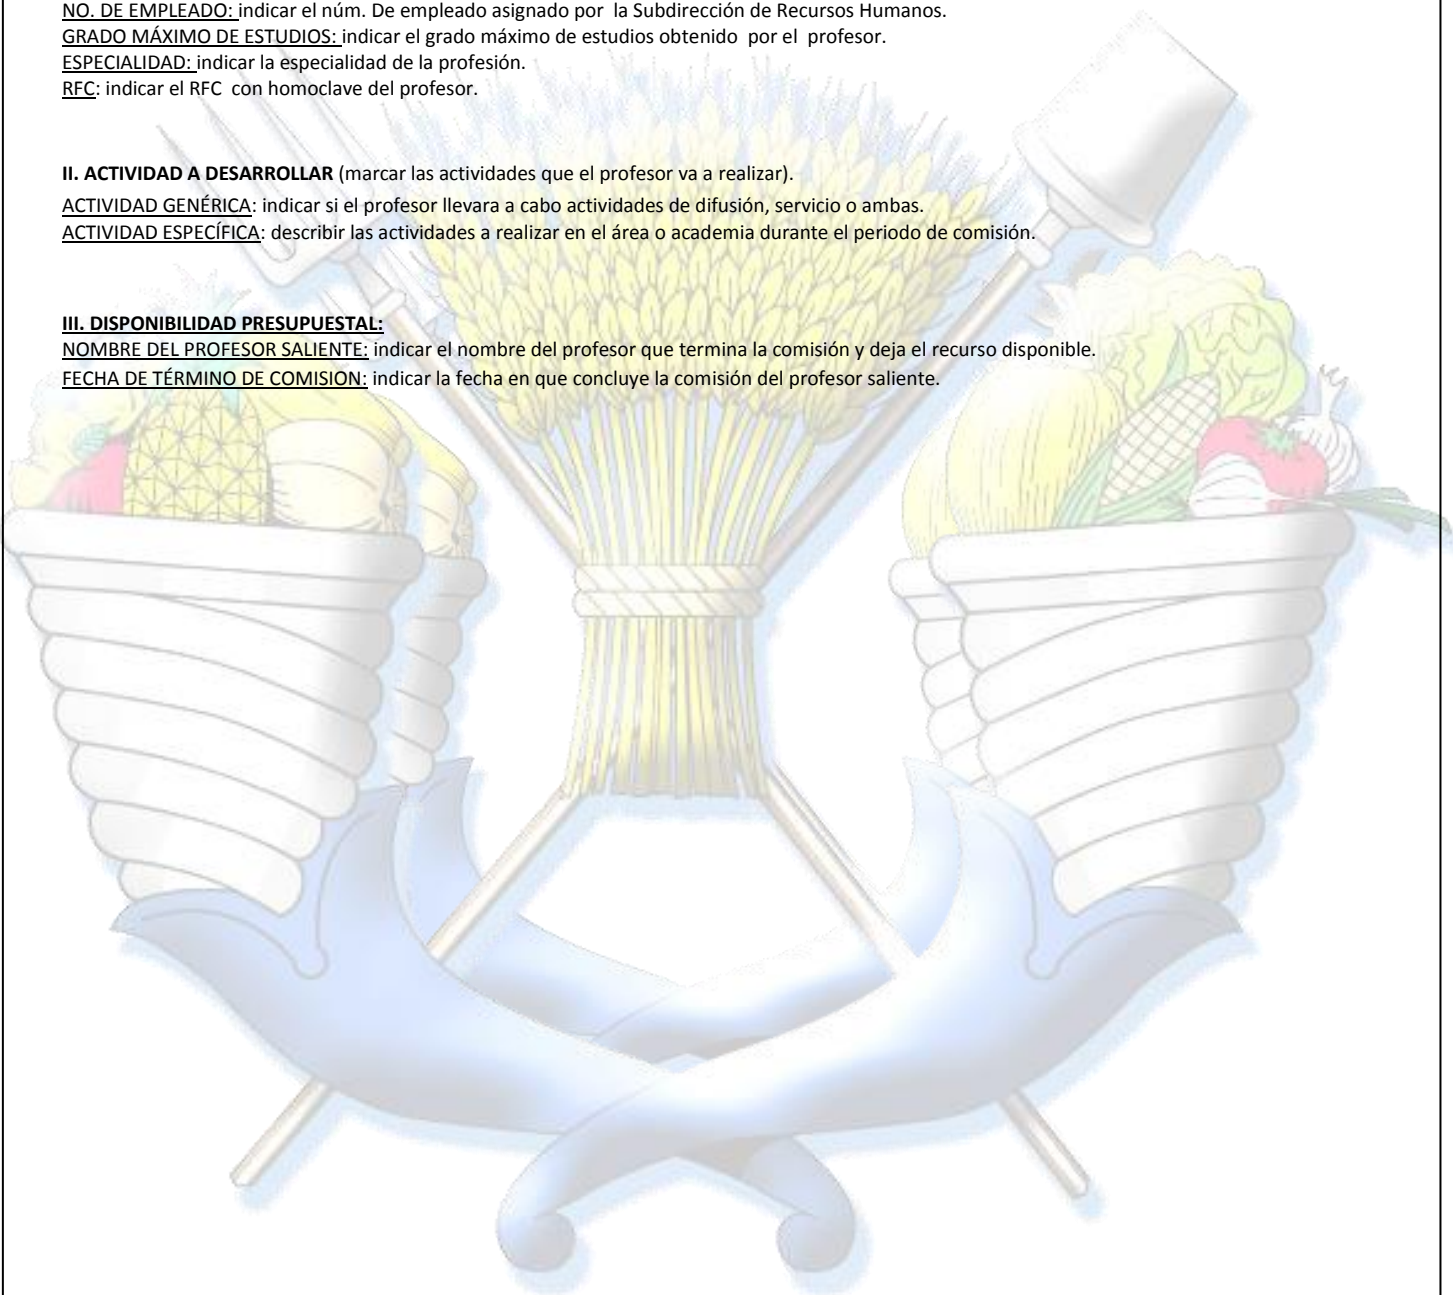 NO. DE EMPLEADO: indicar el núm. De empleado asignado por  la Subdirección de Recursos Humanos.
GRADO MÁXIMO DE ESTUDIOS: indicar el grado máximo de estudios obtenido  por el  profesor.
ESPECIALIDAD: indicar la especialidad de la profesión.
RFC: indicar el RFC  con homoclave del profesor.
II. ACTIVIDAD A DESARROLLAR (marcar las actividades que el profesor va a realizar).
ACTIVIDAD GENÉRICA: indicar si el profesor llevara a cabo actividades de difusión, servicio o ambas.
ACTIVIDAD ESPECÍFICA: describir las actividades a realizar en el área o academia durante el periodo de comisión.
III. DISPONIBILIDAD PRESUPUESTAL:
NOMBRE DEL PROFESOR SALIENTE: indicar el nombre del profesor que termina la comisión y deja el recurso disponible.
FECHA DE TÉRMINO DE COMISION: indicar la fecha en que concluye la comisión del profesor saliente.